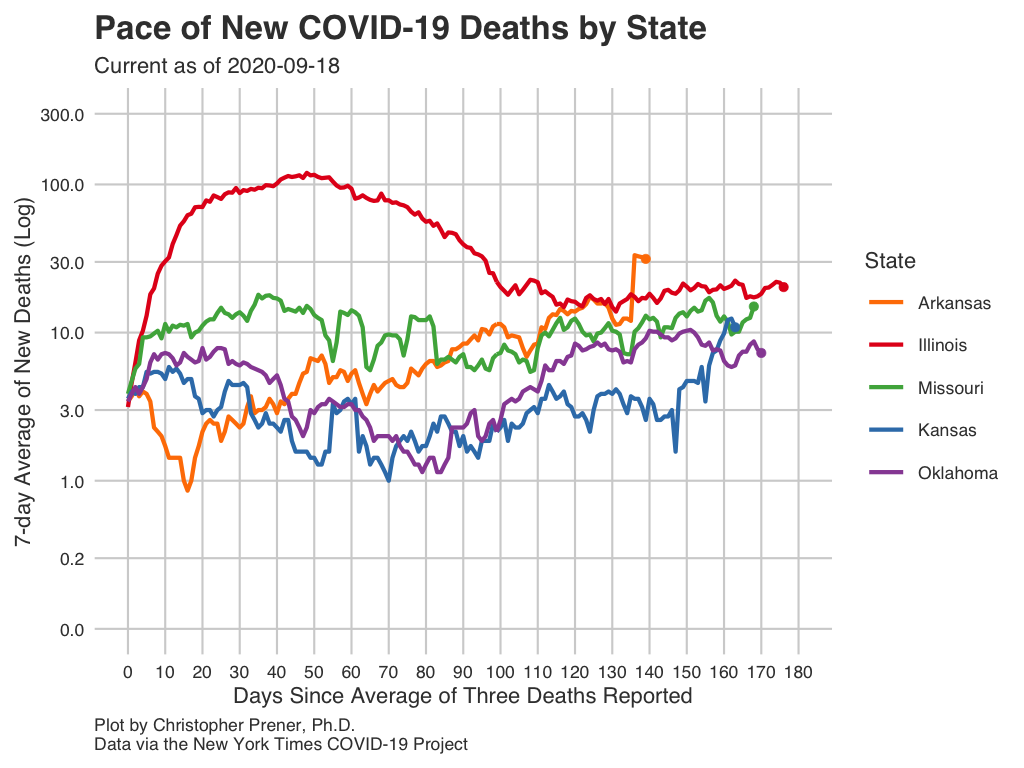 Pace of New COVID-19 Deaths by State
Current as of 2020-09-18
7-day Average of New Deaths (Log)
300.0
100.0
30.0
10.0
3.0
1.0
0.2
0.0
0 10 20 30 40 50 60 70 80 90 100 110 120 130 140 150 160 170 180
Days Since Average of Three Deaths Reported
State
Arkansas
Illinois
Missouri
Kansas
Oklahoma
Plot by Christopher Prener, Ph.D.
Data via the New York Times COVID-19 Project